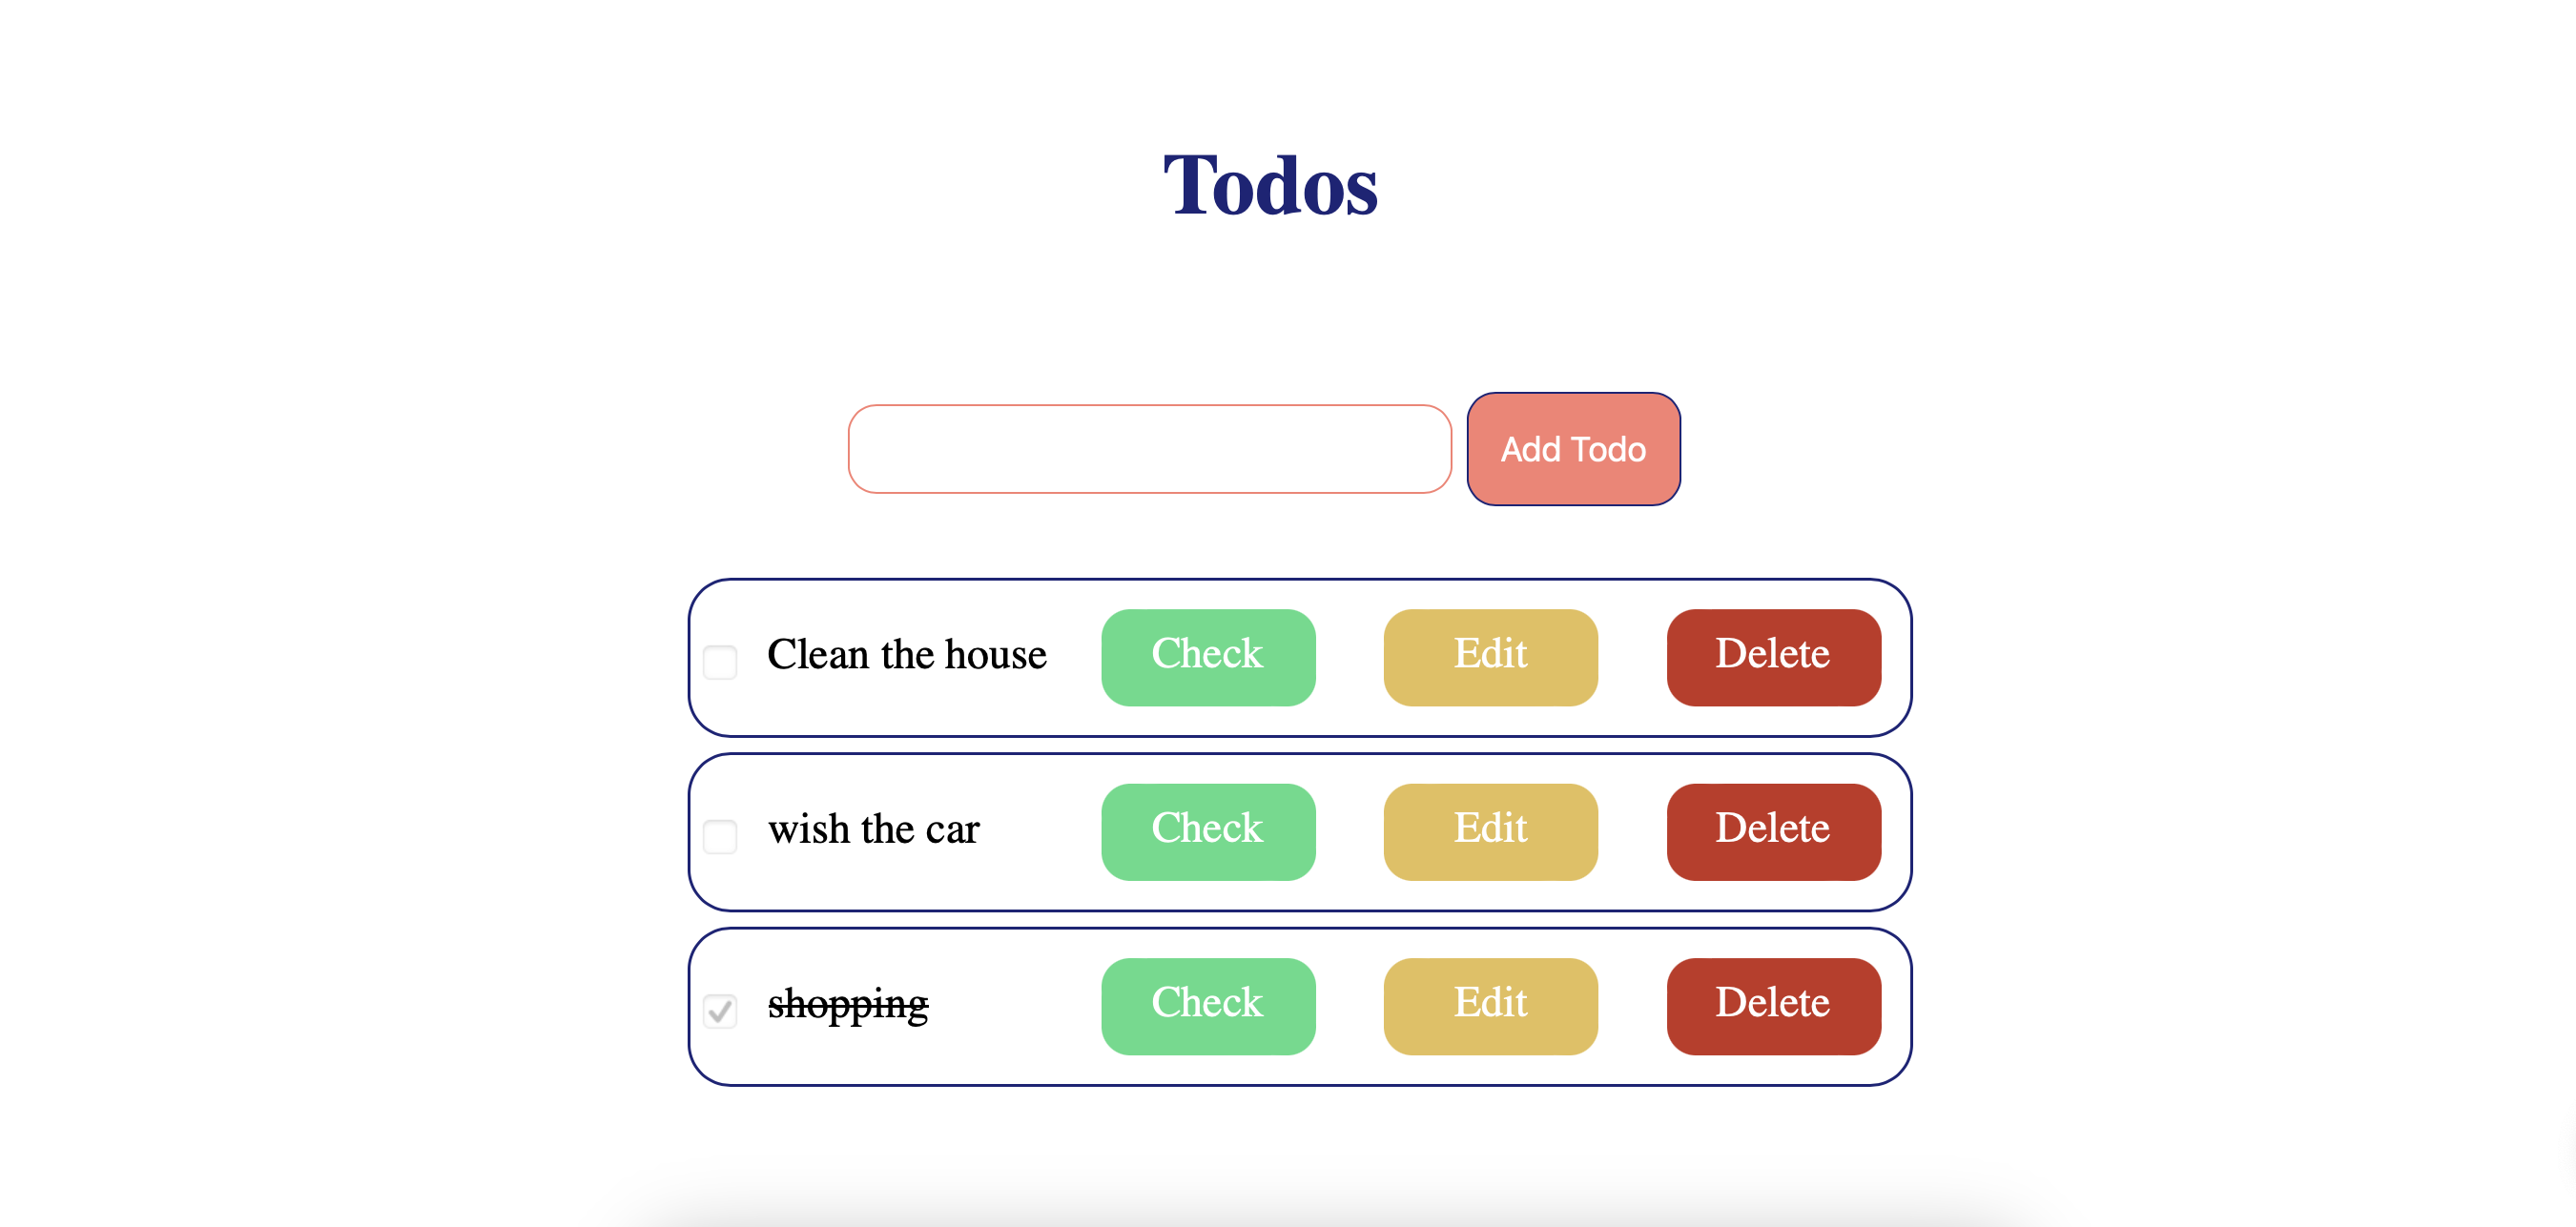 Todos
Add Todo
Clean the house Check Edit Delete
wish the car Check Edit Delete
shopping Check Edit Delete